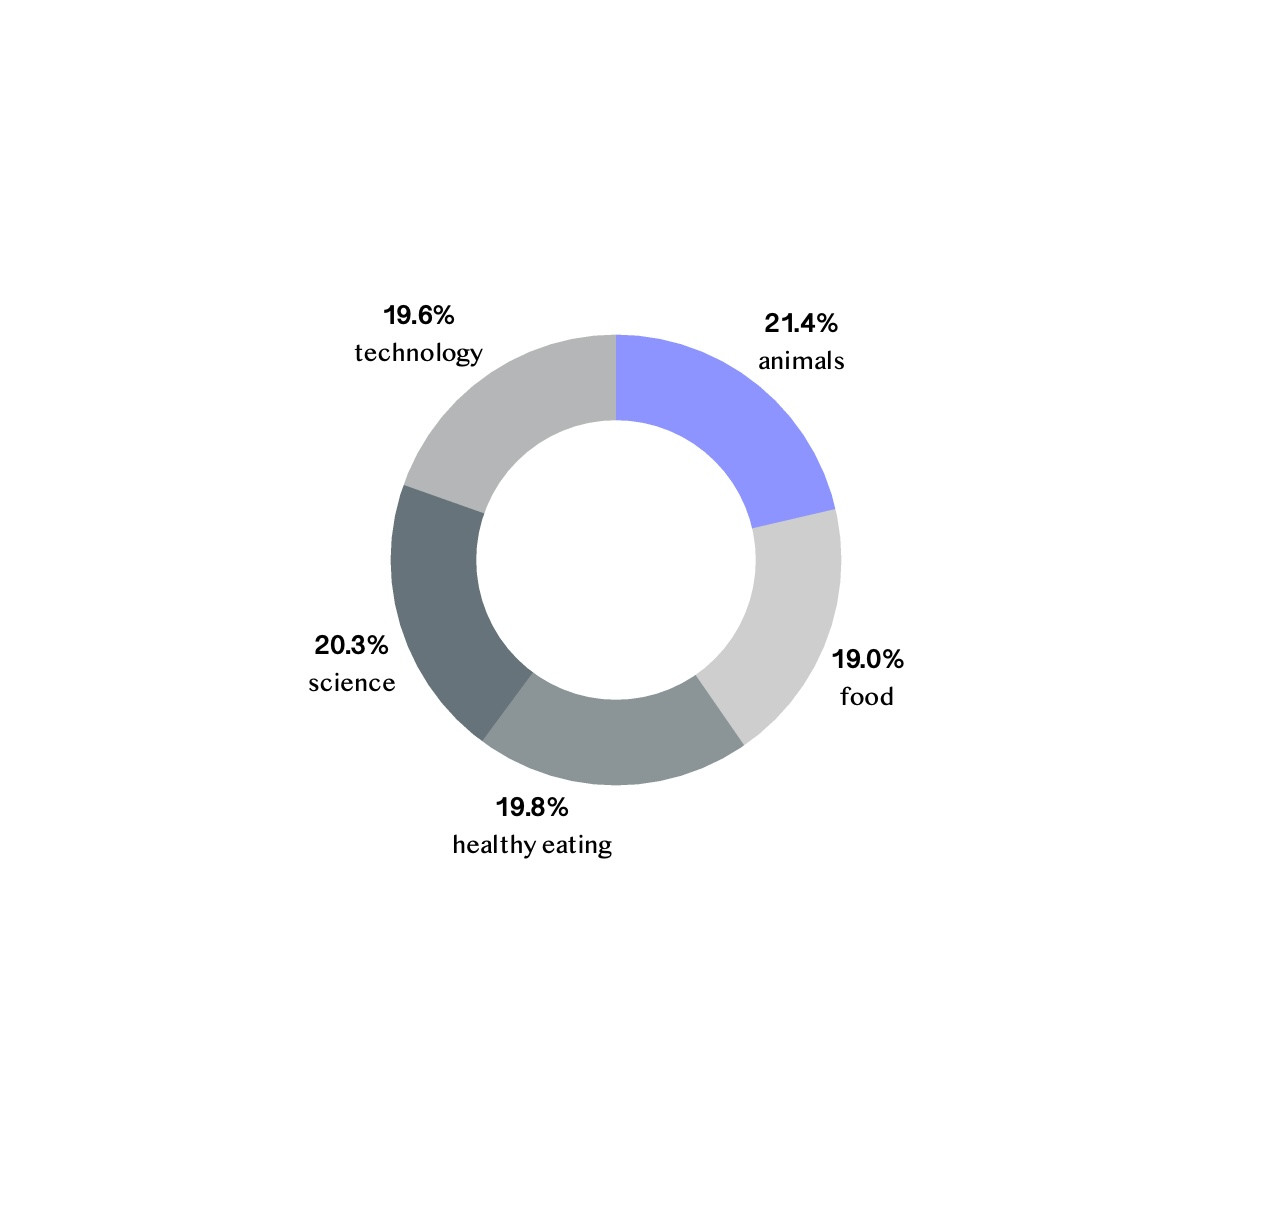 19.6%
technology
21.4%
animals
20.3%
science
19.0%
food
19.8%
healthy eating